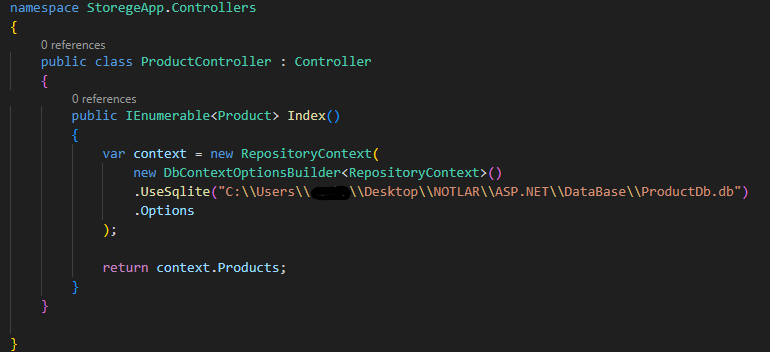 namespace StoregeApp.Controllers
{
0 references
public class ProductController : Controller
{
0 references
public IEnumerable<Product> Index()
{
var context = new RepositoryContext(
new DbContextOptionsBuilder<RepositoryContext>()
.UseSqlite("C:\\Users\\ \\Desktop\\NOTLAR\\ASP.NET\\DataBase\\ProductDb.db")
.Options
);
return context.Products;
}
}
}